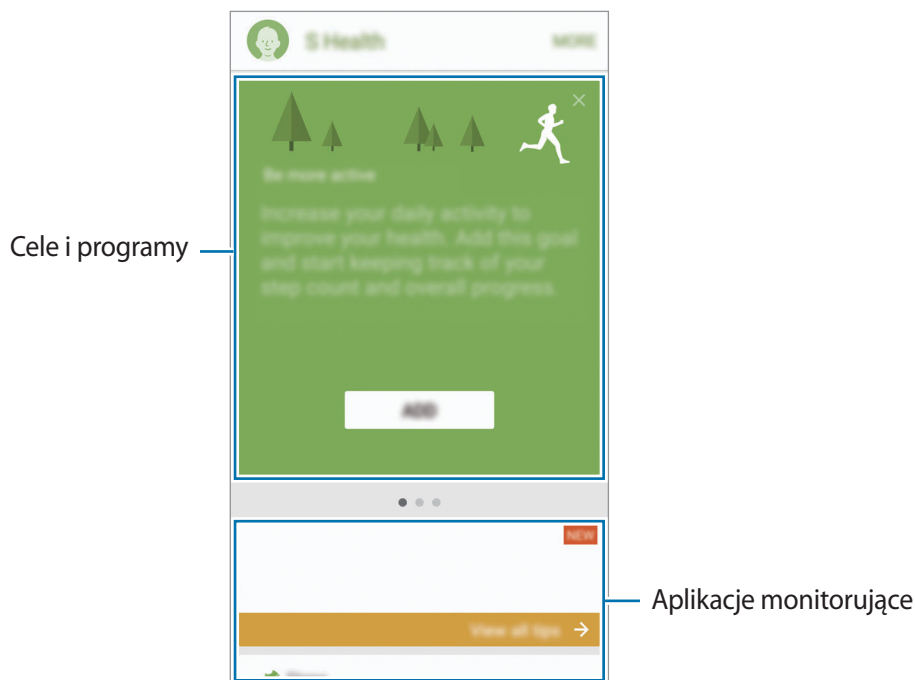 S Health
MORE
Be more active
Increase your daily activity to
improve your health. Add this goal
and start keeping track of your
step count and overall progress.
Cele i programy
ADD
NEW
Aplikacje monitorujące
View all tips